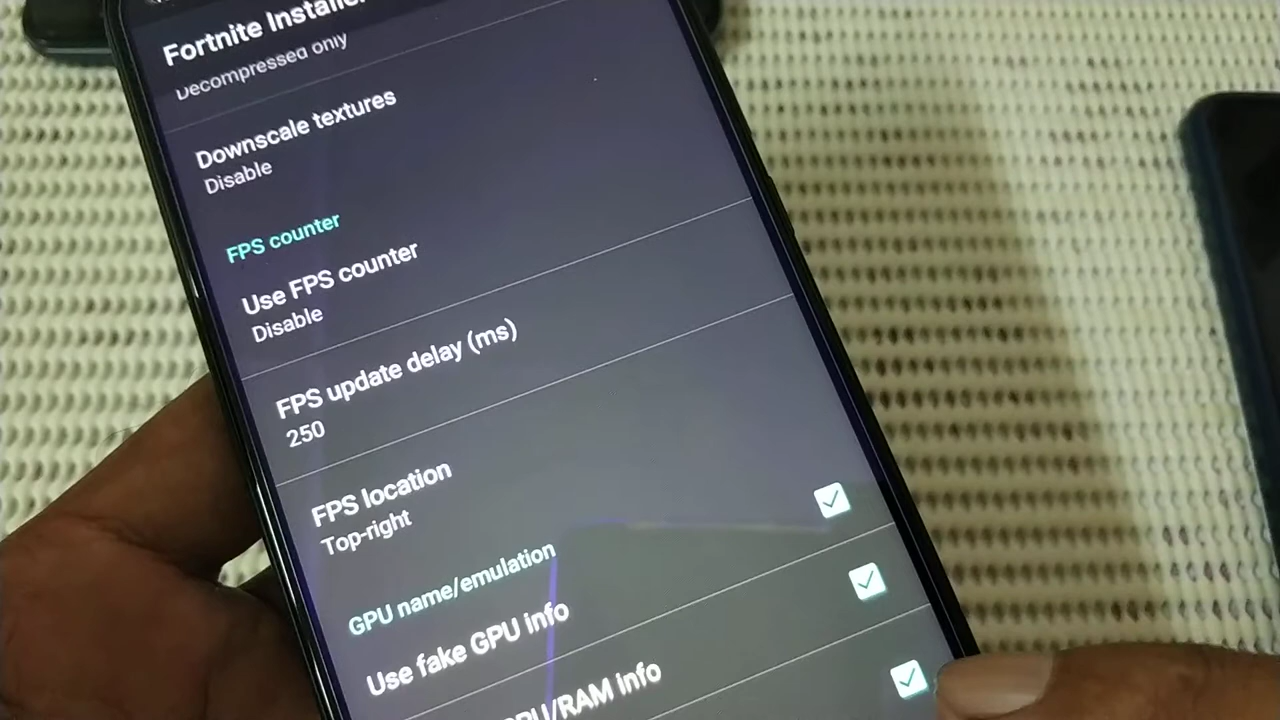 Fortnite Installer
Decompressed only
Downscale textures
Disable
FPS counter
Use FPS counter
Disable
FPS update delay (ms)
250
FPS location
Top-right
GPU name/emulation
Use fake GPU info
/RAM info